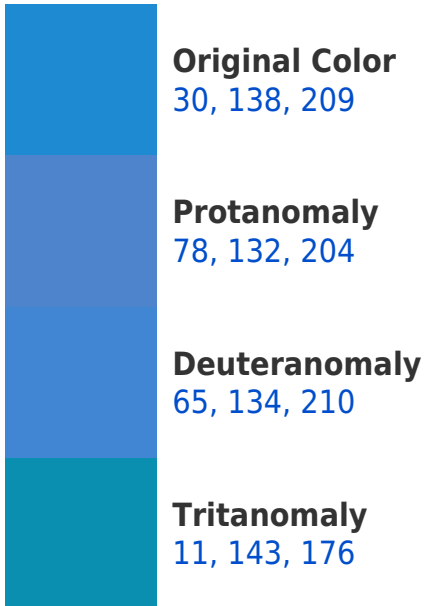 Original Color
30, 138, 209
Protanomaly
78, 132, 204
Deuteranomaly
65, 134, 210
Tritanomaly
11, 143, 176